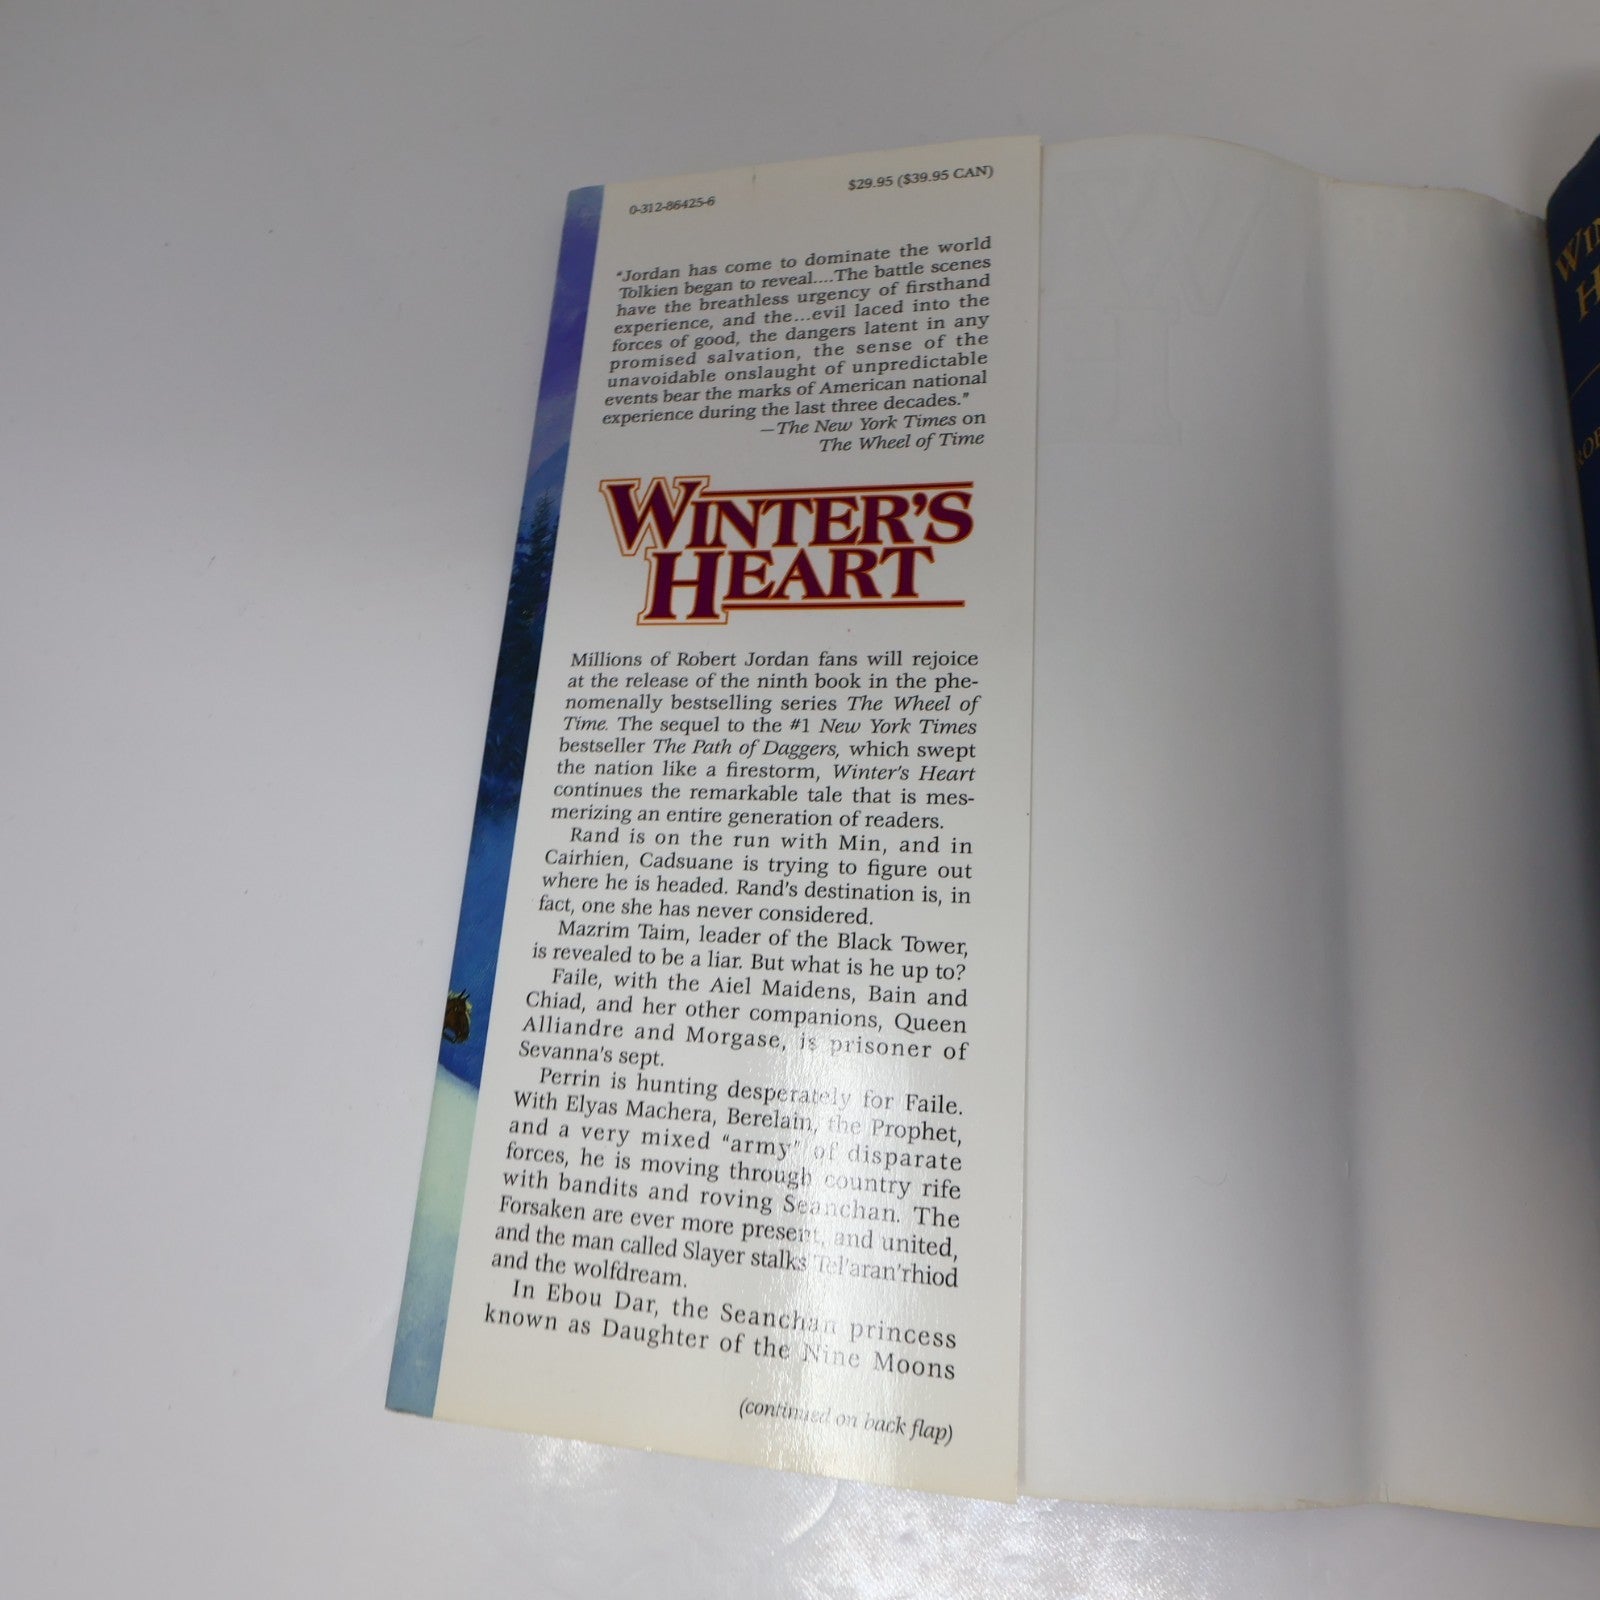 0-312-86425-6
$29.95 ($39.95 CAN)
"Jordan has come to dominate the world
Tolkien began to reveal....The battle scenes
have the breathless urgency of firsthand
experience, and the...evil laced into the
forces of good, the dangers latent in any
promised salvation, the sense of the
unavoidable onslaught of unpredictable
events bear the marks of American national
experience during the last three decades."
—The New York Times on
The Wheel of Time
WINTER'S
HEART
Millions of Robert Jordan fans will rejoice
at the release of the ninth book in the phe-
nomenally bestselling series The Wheel of
Time. The sequel to the #1 New York Times
bestseller The Path of Daggers, which swept
the nation like a firestorm, Winter's Heart
continues the remarkable tale that is mes-
merizing an entire generation of readers.
Rand is on the run with Min, and in
Cairhien, Cadsuane is trying to figure out
where he is headed. Rand's destination is, in
fact, one she has never considered.
Mazrim Taim, leader of the Black Tower,
is revealed to be a liar. But what is he up to?
Faile, with the Aiel Maidens, Bain and
Chiad, and her other companions, Queen
Alliandre and Morgase, is prisoner of
Sevanna's sept.
Perrin is hunting desperately for Faile.
With Elyas Machera, Berelain, the Prophet,
and a very mixed "army" of disparate
forces, he is moving through country rife
with bandits and roving Seanchan. The
Forsaken are ever more present, and united,
and the man called Slayer stalks Tel'aran'rhiod
and the wolfdream.
In Ebou Dar, the Seanchan princess
known as Daughter of the Nine Moons
(continued on back flap)